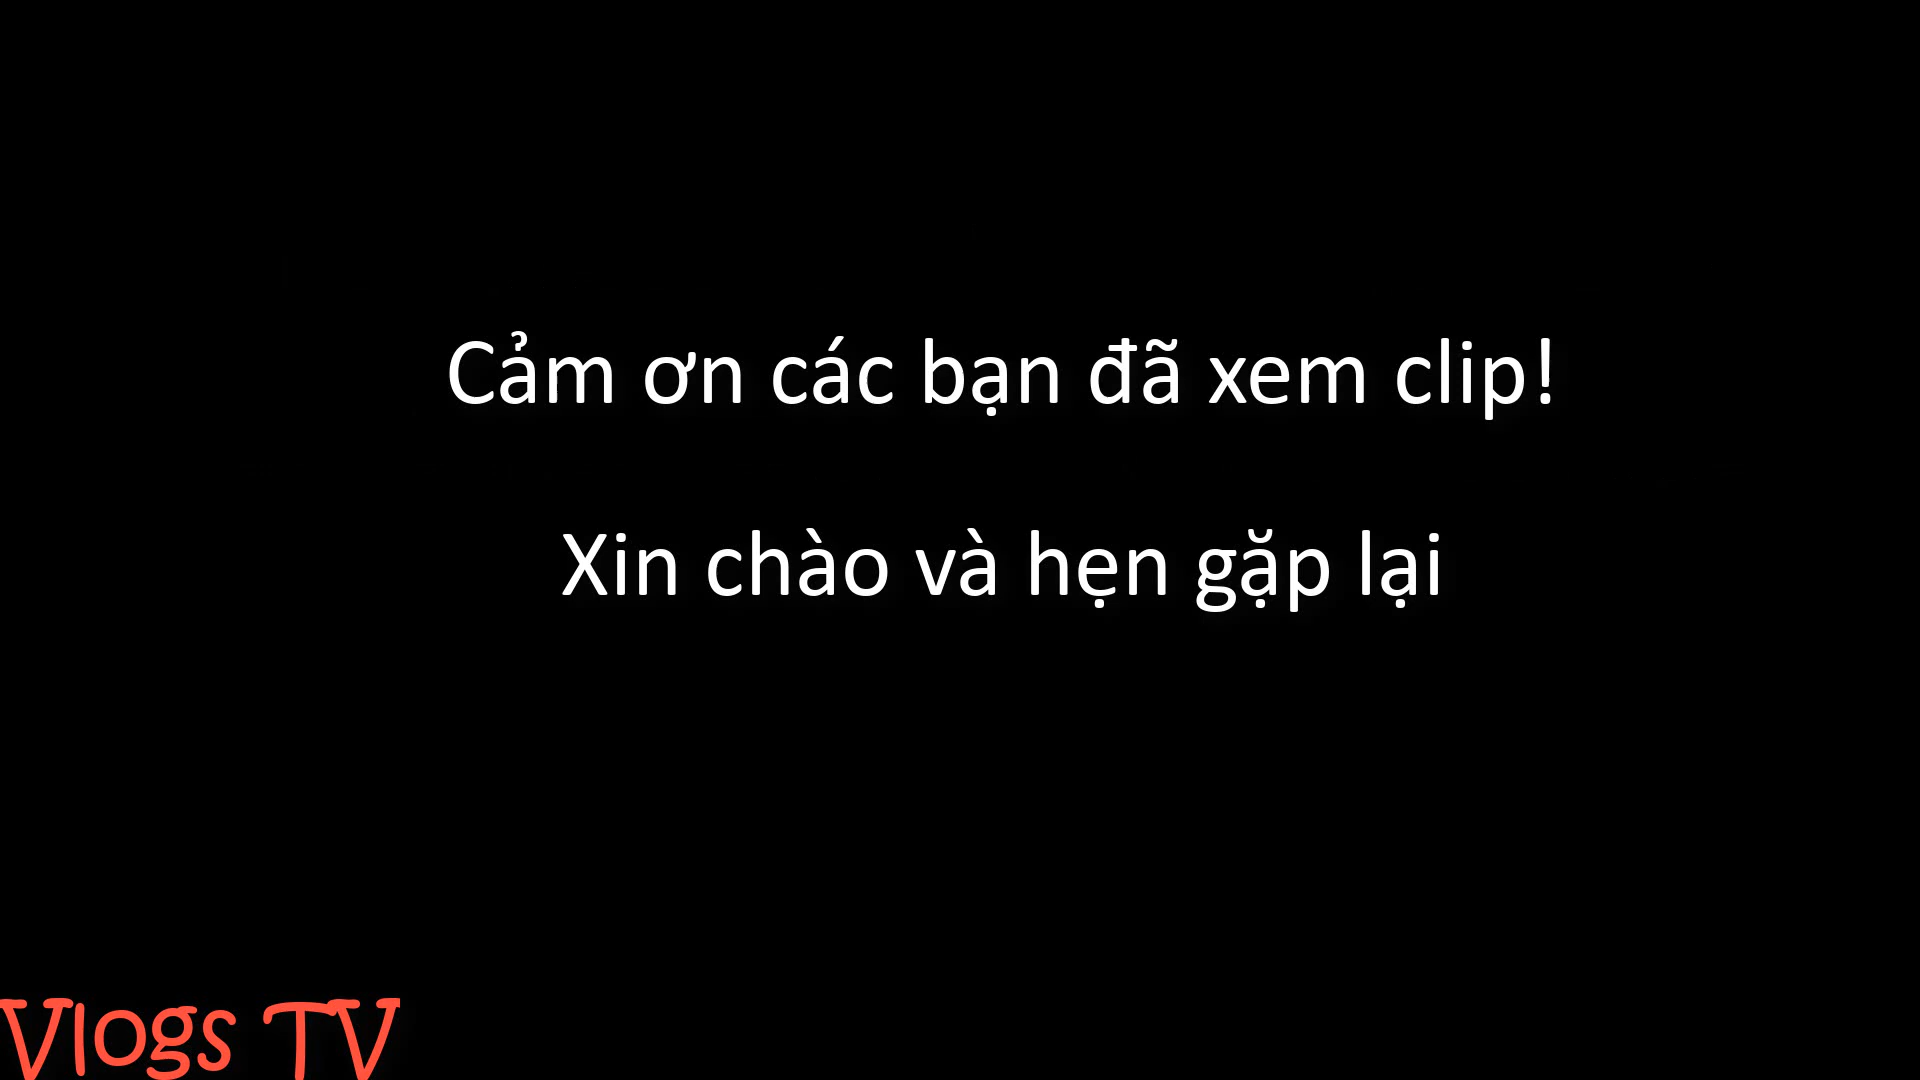 Cảm ơn các bạn đã xem clip!
Xin chào và hẹn gặp lại
Vlogs TV